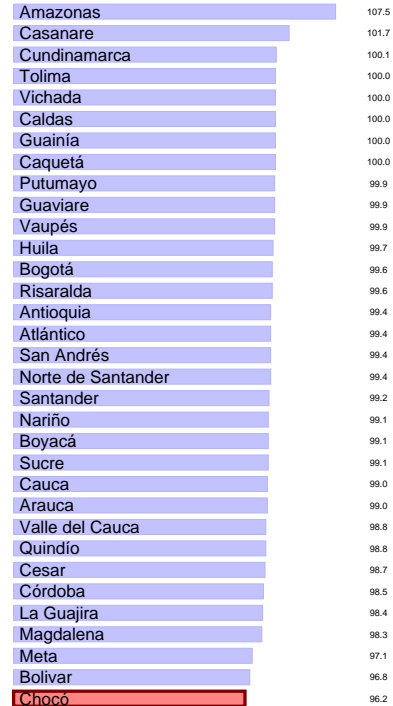 Amazonas 107.5
Casanare 101.7
Cundinamarca 100.1
Tolima 100.0
Vichada 100.0
Caldas 100.0
Guainía 100.0
Caquetá 100.0
Putumayo 99.9
Guaviare 99.9
Vaupés 99.9
Huila 99.7
Bogotá 99.6
Risaralda 99.6
Antioquia 99.4
Atlántico 99.4
San Andrés 99.4
Norte de Santander 99.4
Santander 99.2
Nariño 99.1
Boyacá 99.1
Sucre 99.1
Cauca 99.0
Arauca 99.0
Valle del Cauca 98.8
Quindío 98.8
Cesar 98.7
Córdoba 98.5
La Guajira 98.4
Magdalena 98.3
Meta 97.1
Bolivar 96.8
Chocó 96.2